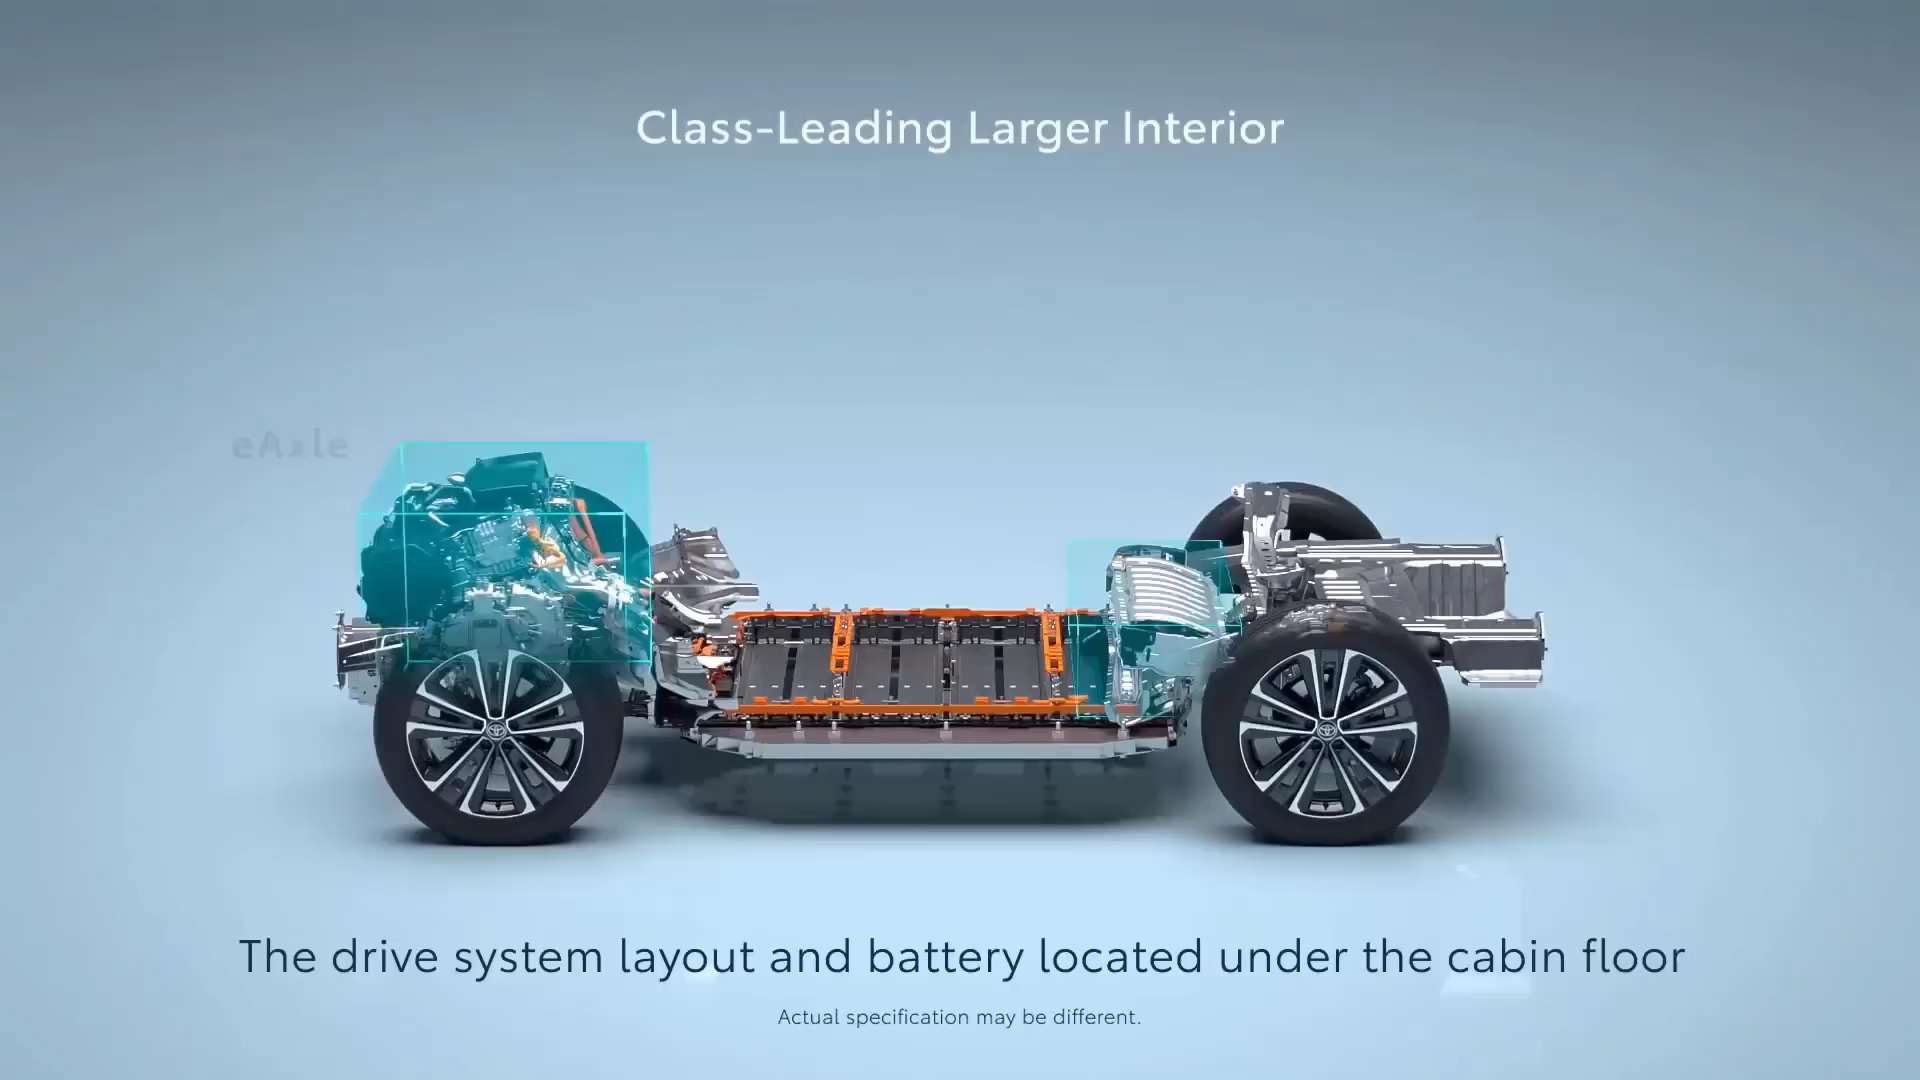 Class-Leading Larger Interior
eAxle
The drive system layout and battery located under the cabin floor
Actual specification may be different.